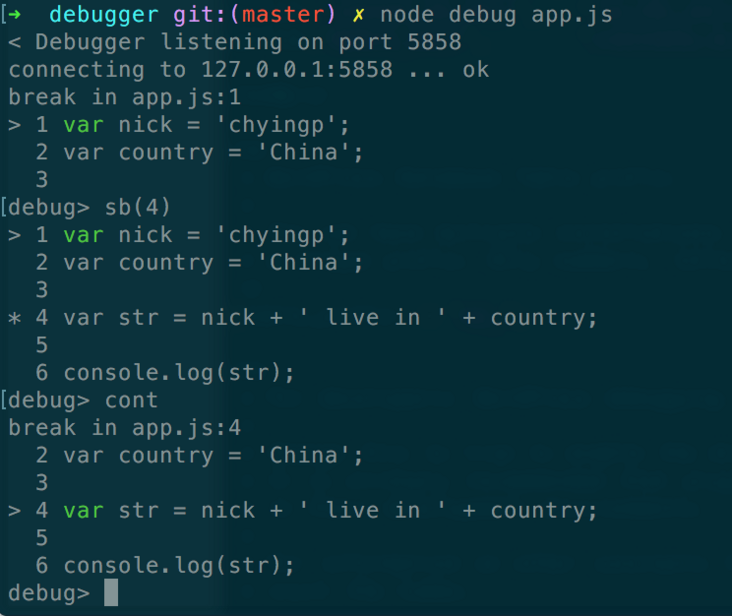 [➜  debugger git:(master) ✗ node debug app.js
< Debugger listening on port 5858
connecting to 127.0.0.1:5858 ... ok
break in app.js:1
> 1 var nick = 'chyingp';
  2 var country = 'China';
  3
[debug> sb(4)
> 1 var nick = 'chyingp';
  2 var country = 'China';
  3
* 4 var str = nick + ' live in ' + country;
  5
  6 console.log(str);
[debug> cont
break in app.js:4
  2 var country = 'China';
  3
> 4 var str = nick + ' live in ' + country;
  5
  6 console.log(str);
debug>